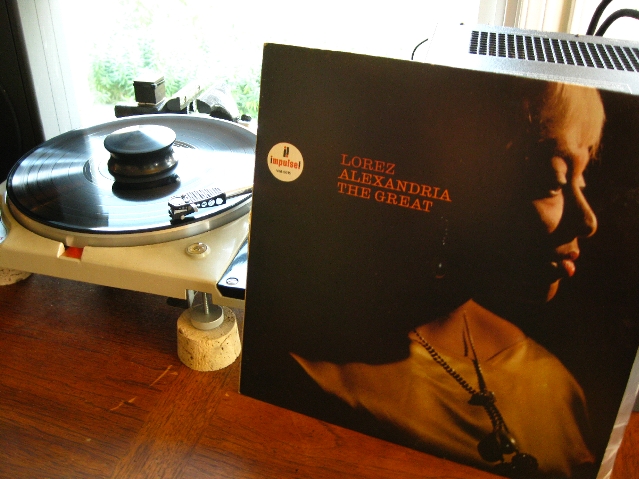 impulse!
LOREZ
ALEXANDRIA
THE GREAT